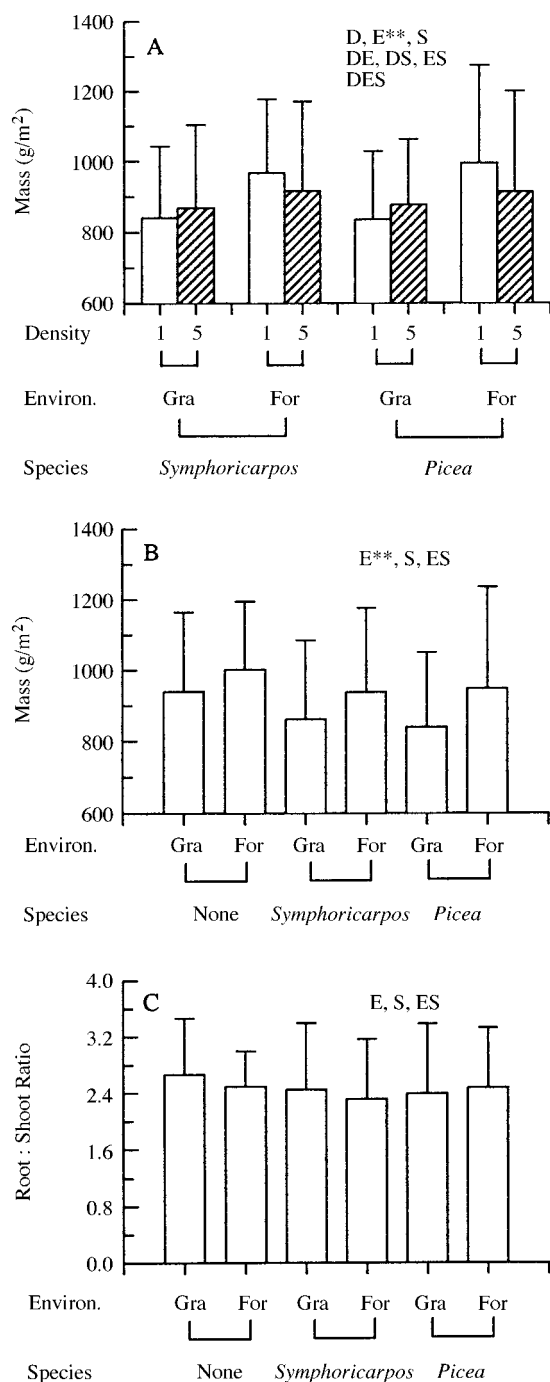 A
D, E**, S
DE, DS, ES
DES
Mass (g/m²)
1400
1200
1000
800
600
Density 1 5 1 5 1 5 1 5
Environ. Gra For Gra For
Species Symphoricarpos Picea
B
E**, S, ES
Mass (g/m²)
1400
1200
1000
800
600
Environ. Gra For Gra For Gra For
Species None Symphoricarpos Picea
C
E, S, ES
Root : Shoot Ratio
4.0
3.2
2.4
1.6
0.8
0.0
Environ. Gra For Gra For Gra For
Species None Symphoricarpos Picea